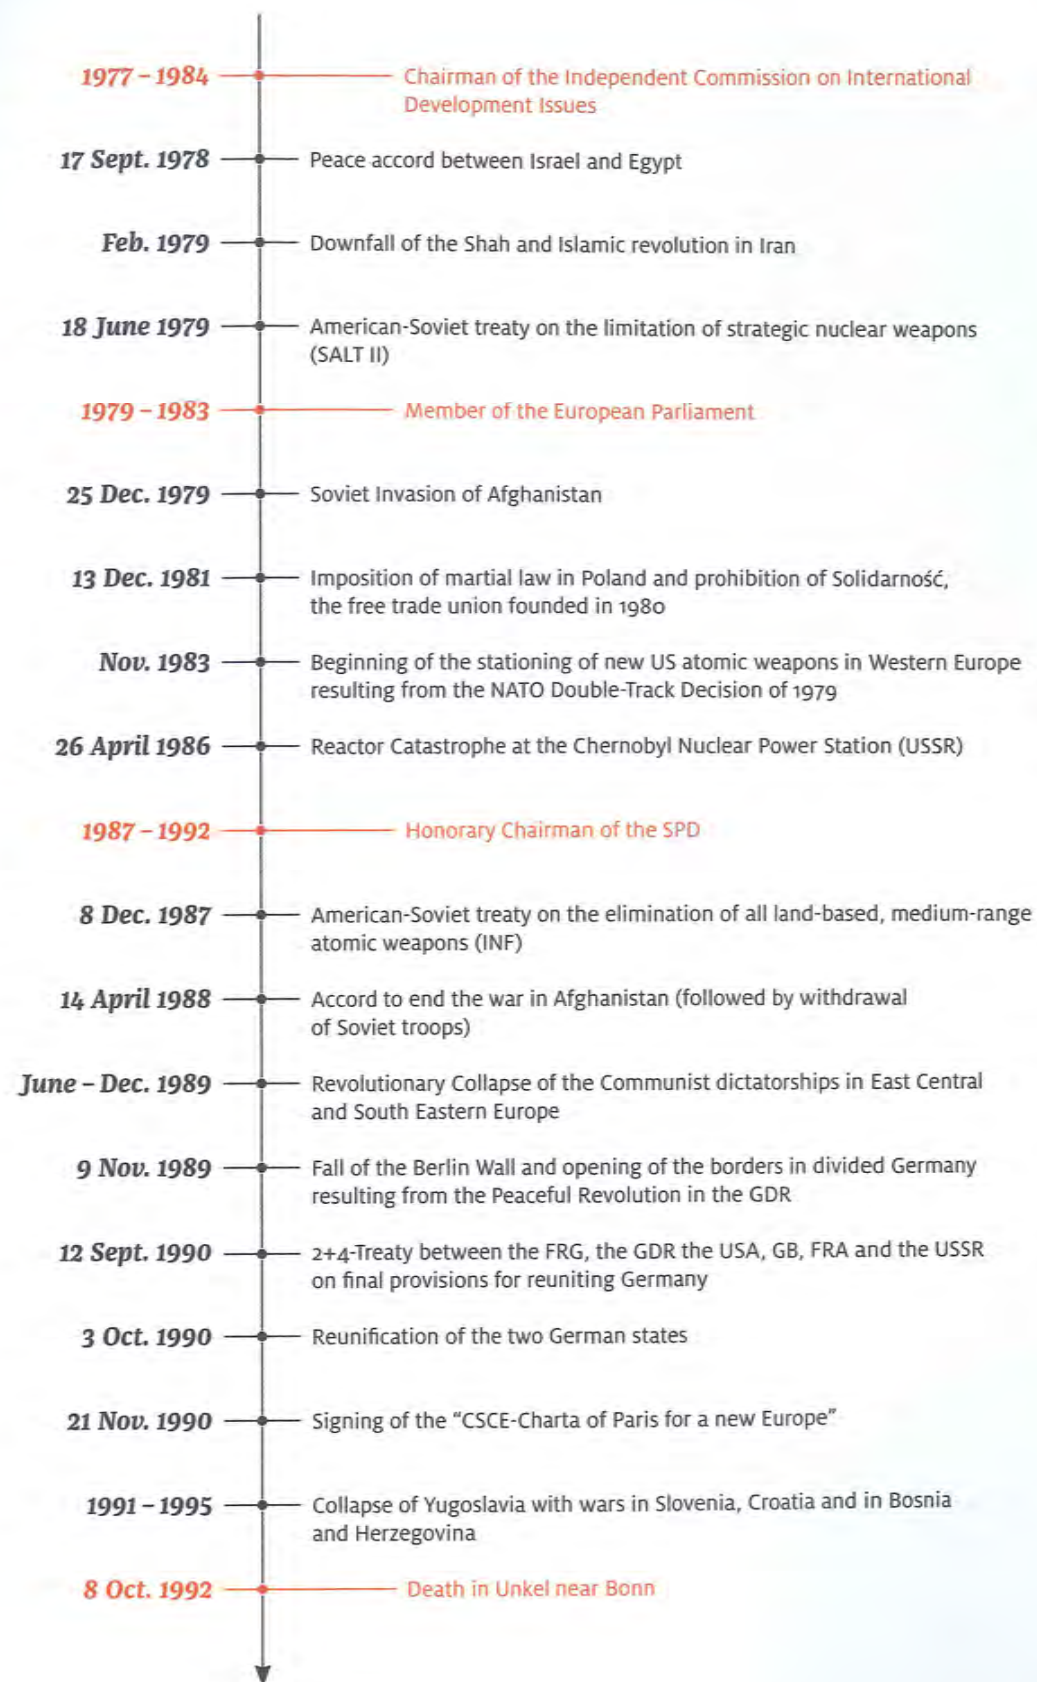 1977 – 1984 Chairman of the Independent Commission on International
Development Issues
17 Sept. 1978 Peace accord between Israel and Egypt
Feb. 1979 Downfall of the Shah and Islamic revolution in Iran
18 June 1979 American-Soviet treaty on the limitation of strategic nuclear weapons
(SALT II)
1979 – 1983 Member of the European Parliament
25 Dec. 1979 Soviet Invasion of Afghanistan
13 Dec. 1981 Imposition of martial law in Poland and prohibition of Solidarność,
the free trade union founded in 1980
Nov. 1983 Beginning of the stationing of new US atomic weapons in Western Europe
resulting from the NATO Double-Track Decision of 1979
26 April 1986 Reactor Catastrophe at the Chernobyl Nuclear Power Station (USSR)
1987 – 1992 Honorary Chairman of the SPD
8 Dec. 1987 American-Soviet treaty on the elimination of all land-based, medium-range
atomic weapons (INF)
14 April 1988 Accord to end the war in Afghanistan (followed by withdrawal
of Soviet troops)
June – Dec. 1989 Revolutionary Collapse of the Communist dictatorships in East Central
and South Eastern Europe
9 Nov. 1989 Fall of the Berlin Wall and opening of the borders in divided Germany
resulting from the Peaceful Revolution in the GDR
12 Sept. 1990 2+4-Treaty between the FRG, the GDR the USA, GB, FRA and the USSR
on final provisions for reuniting Germany
3 Oct. 1990 Reunification of the two German states
21 Nov. 1990 Signing of the “CSCE-Charta of Paris for a new Europe”
1991 – 1995 Collapse of Yugoslavia with wars in Slovenia, Croatia and in Bosnia
and Herzegovina
8 Oct. 1992 Death in Unkel near Bonn